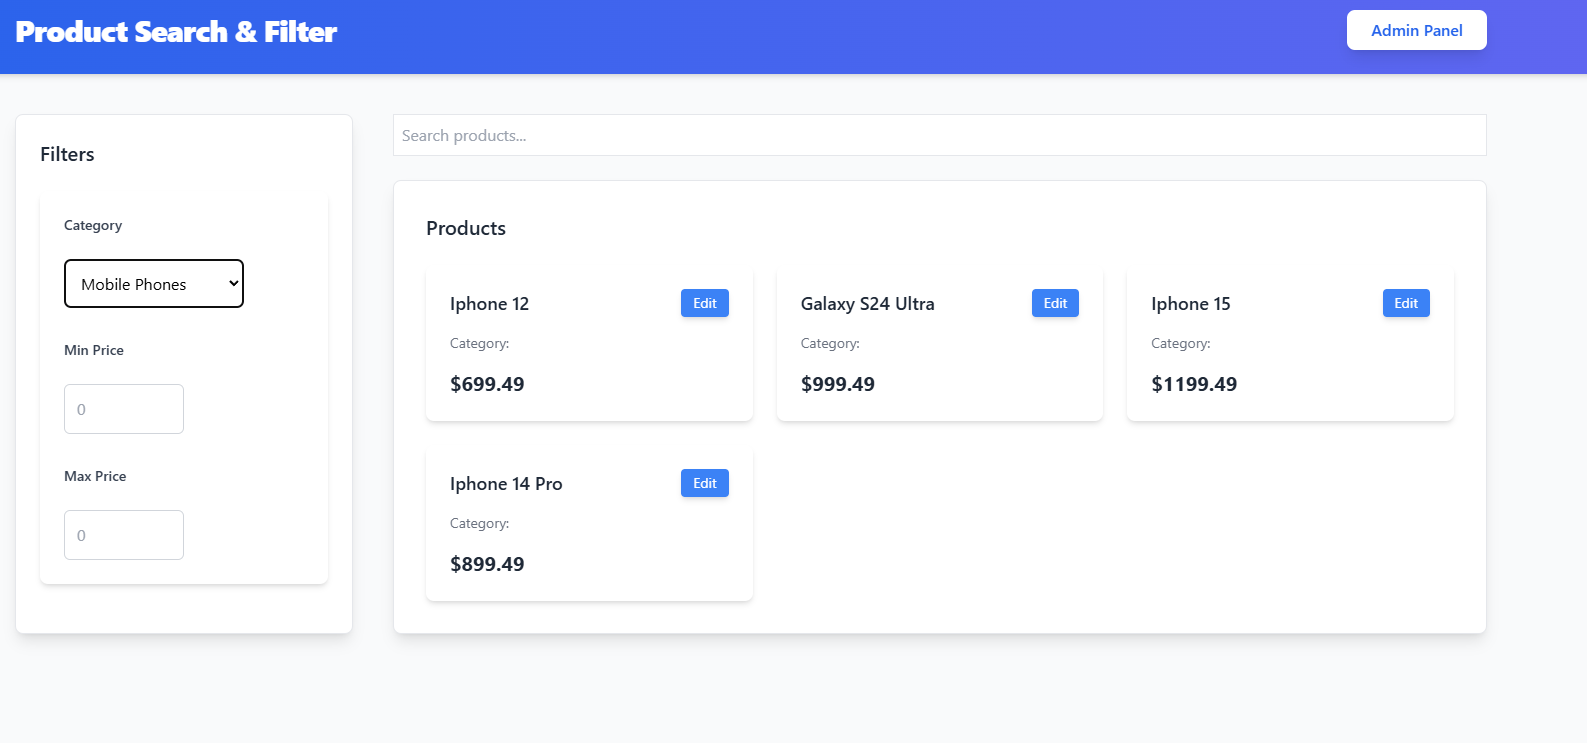 Product Search & Filter
Admin Panel
Filters
Category
Mobile Phones
Min Price
0
Max Price
0
Search products...
Products
Iphone 12
Edit
Category:
$699.49
Galaxy S24 Ultra
Edit
Category:
$999.49
Iphone 15
Edit
Category:
$1199.49
Iphone 14 Pro
Edit
Category:
$899.49